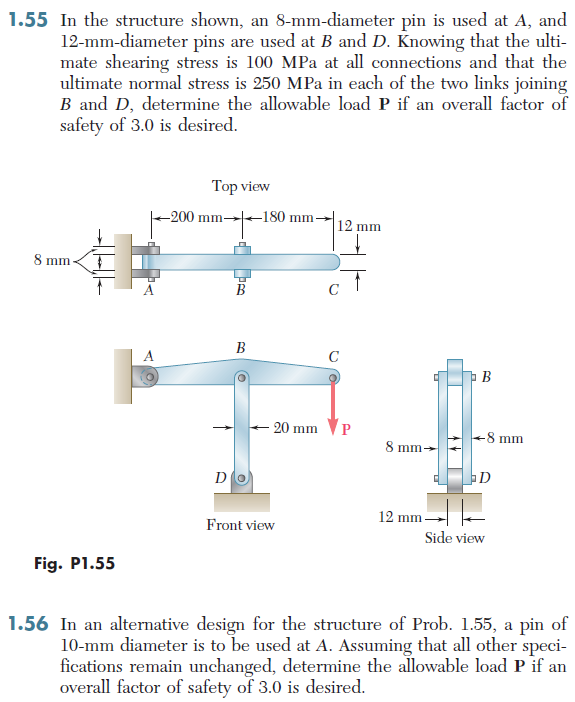 1.55 In the structure shown, an 8-mm-diameter pin is used at A, and
12-mm-diameter pins are used at B and D. Knowing that the ulti-
mate shearing stress is 100 MPa at all connections and that the
ultimate normal stress is 250 MPa in each of the two links joining
B and D, determine the allowable load P if an overall factor of
safety of 3.0 is desired.
Top view
200 mm 180 mm
12 mm
8 mm
A B C
B
A C
B
20 mm P
8 mm
8 mm
D
D
12 mm
Front view
Side view
Fig. P1.55
1.56 In an alternative design for the structure of Prob. 1.55, a pin of
10-mm diameter is to be used at A. Assuming that all other speci-
fications remain unchanged, determine the allowable load P if an
overall factor of safety of 3.0 is desired.